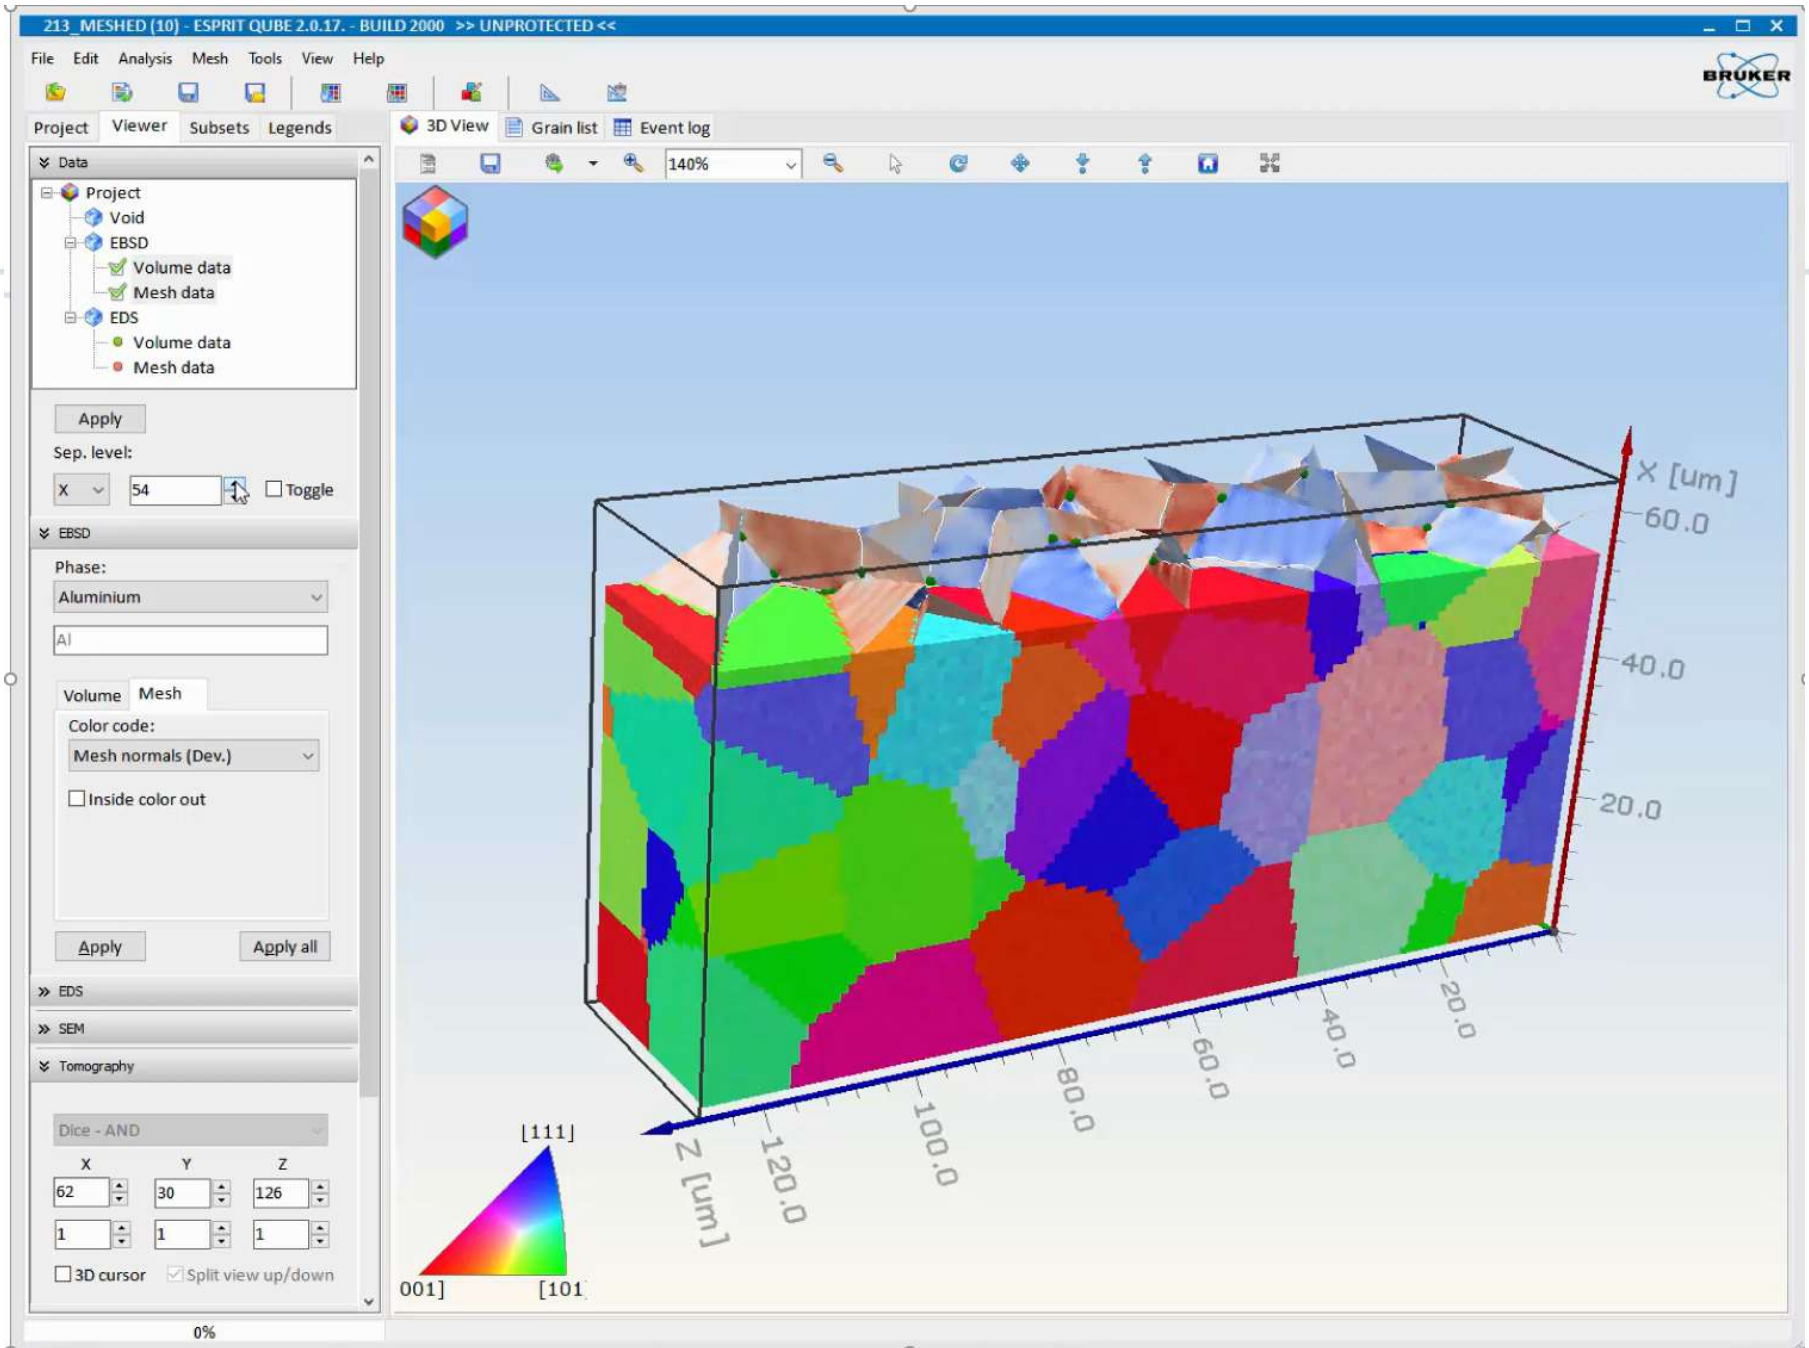 213_MESHED (10) - ESPRIT QUBE 2.0.17. - BUILD 2000 >> UNPROTECTED <<
File Edit Analysis Mesh Tools View Help
BRUKER
Project Viewer Subsets Legends
3D View Grain list Event log
Data
140%
Project
Void
EBSD
Volume data
Mesh data
EDS
Volume data
Mesh data
Apply
Sep. level:
X 54 Toggle
EBSD
Phase:
Aluminium
Al
Volume Mesh
Color code:
Mesh normals (Dev.)
Inside color out
Apply Apply all
EDS
SEM
Tomography
Dice - AND
X Y Z
62 30 126
1 1 1
3D cursor Split view up/down
0%
X [um]
60.0
40.0
20.0
20.0
40.0
60.0
80.0
100.0
120.0
Z [um]
[111]
001] [101